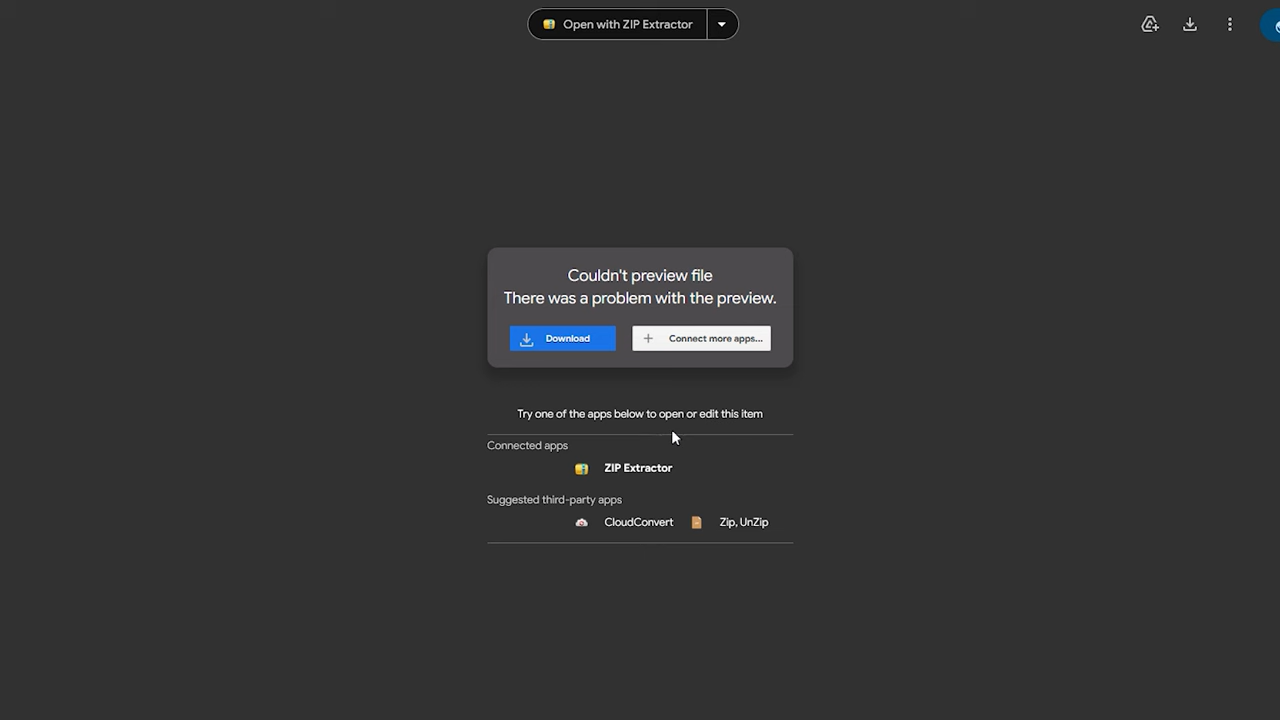 Open with ZIP Extractor
Couldn't preview file
There was a problem with the preview.
Download
Connect more apps...
Try one of the apps below to open or edit this item
Connected apps
ZIP Extractor
Suggested third-party apps
CloudConvert Zip, UnZip